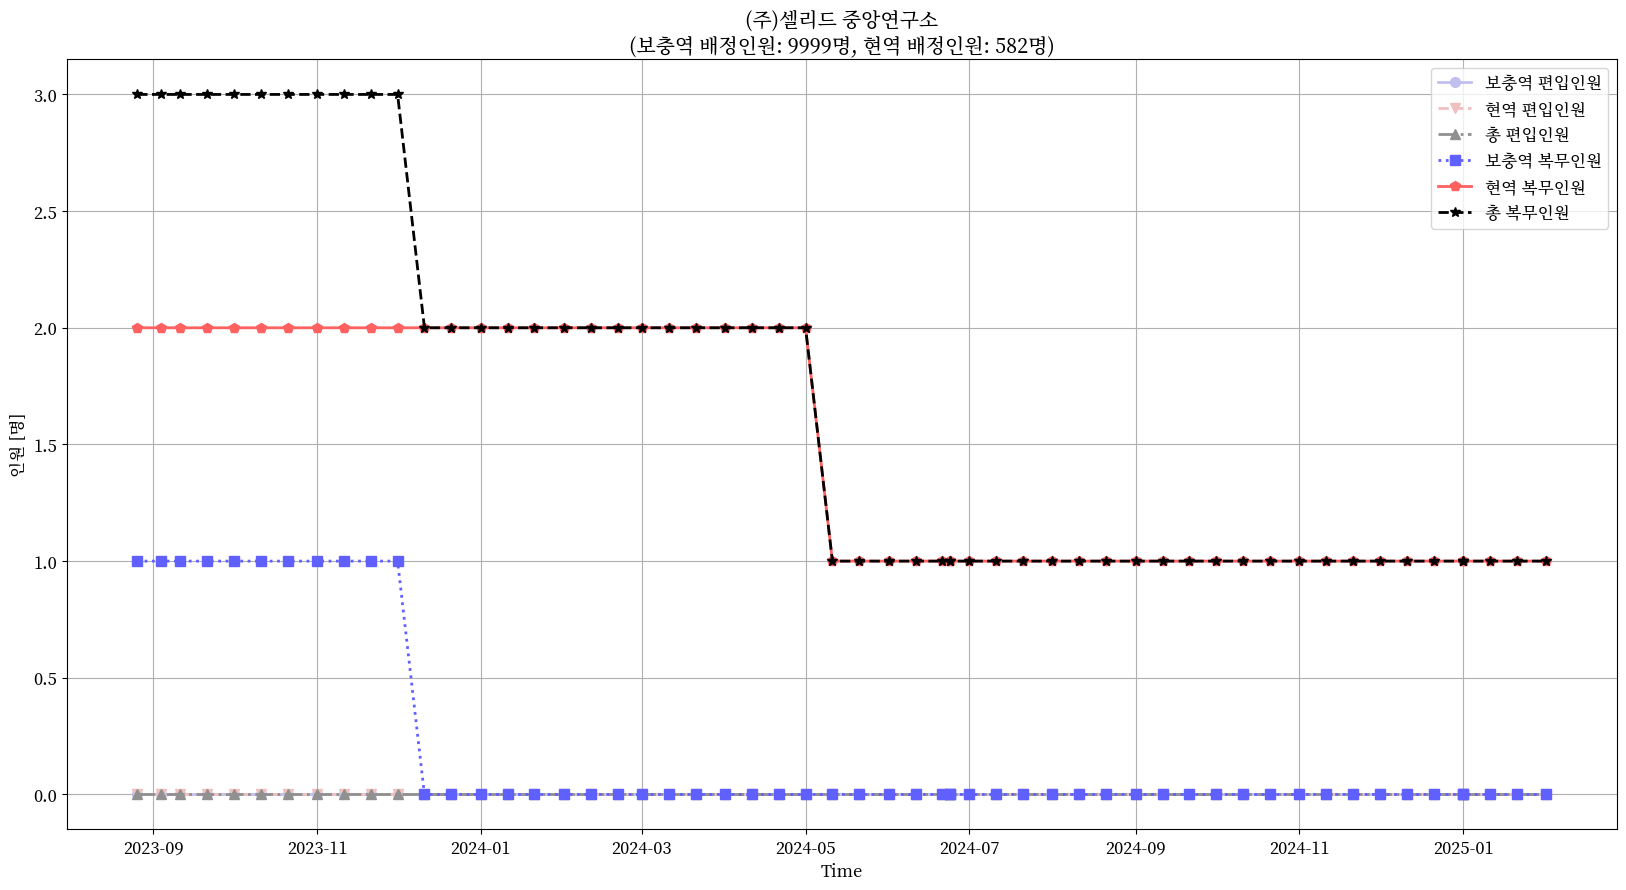 (주)셀리드 중앙연구소
(보충역 배정인원: 9999명, 현역 배정인원: 582명)
보충역 편입인원
현역 편입인원
총 편입인원
보충역 복무인원
현역 복무인원
총 복무인원
인원 [명]
3.0
2.5
2.0
1.5
1.0
0.5
0.0
2023-09 2023-11 2024-01 2024-03 2024-05 2024-07 2024-09 2024-11 2025-01
Time